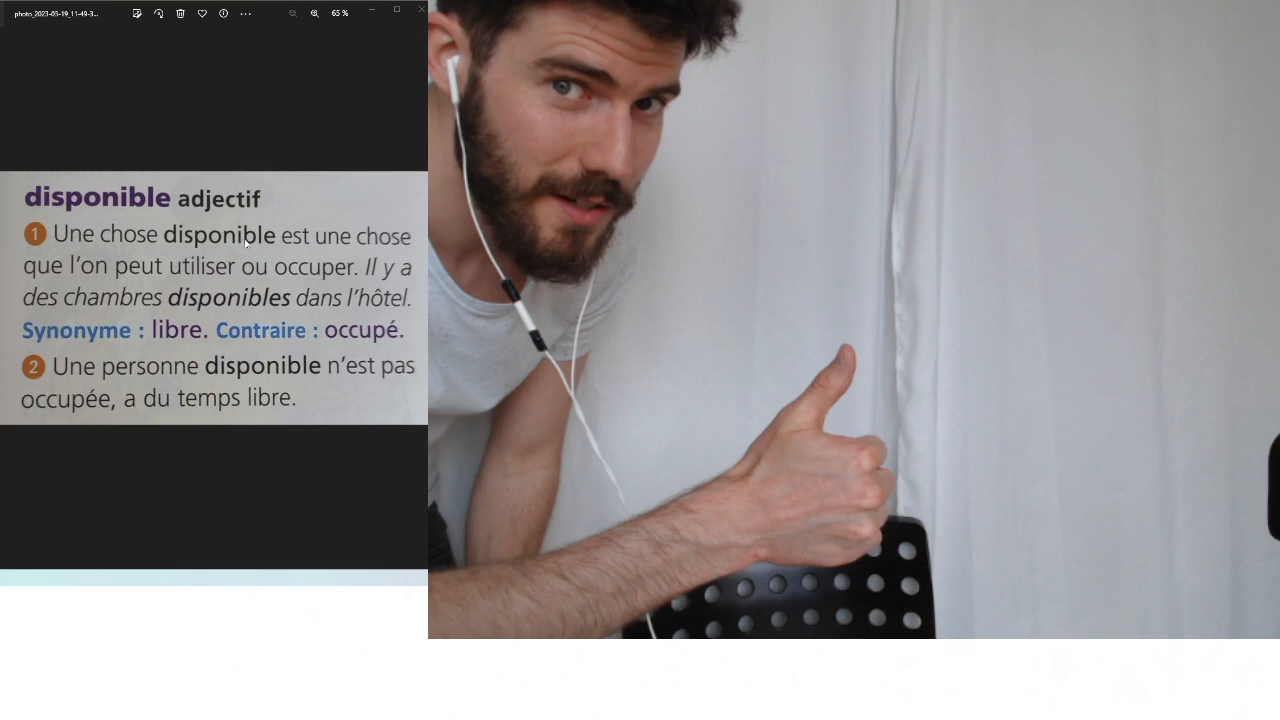 photo_2023-03-19_11-49-3...
65 %
disponible adjectif
1 Une chose disponible est une chose
que l'on peut utiliser ou occuper. Il y a
des chambres disponibles dans l'hôtel.
Synonyme : libre. Contraire : occupé.
2 Une personne disponible n'est pas
occupée, a du temps libre.